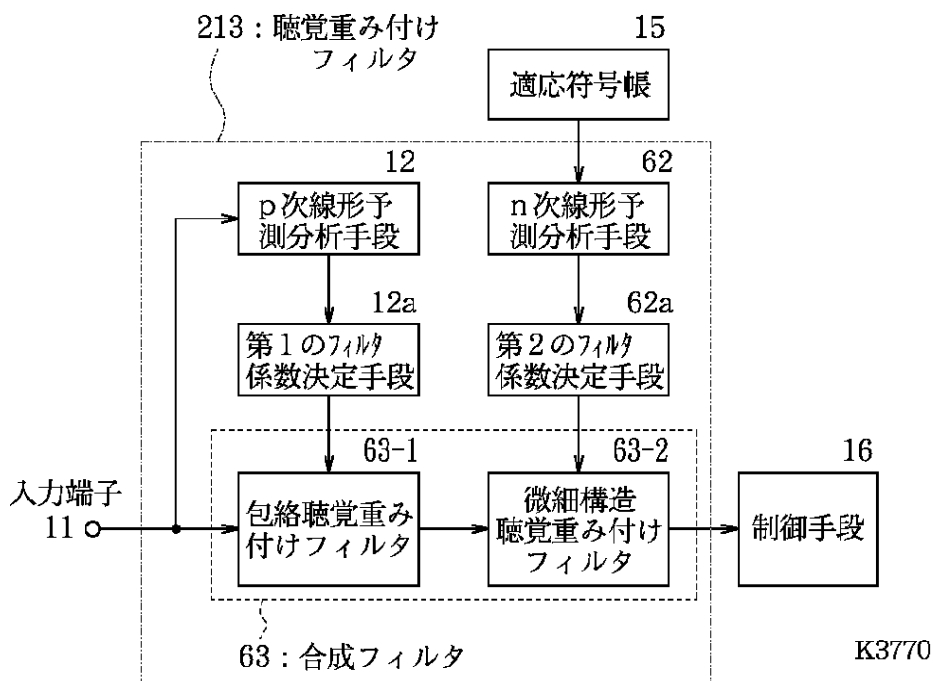 213：聴覚重み付け
フィルタ
15
適応符号帳
12
p次線形予
測分析手段
62
n次線形予
測分析手段
12a
第1のフィルタ
係数決定手段
62a
第2のフィルタ
係数決定手段
入力端子
11
63-1
包絡聴覚重み
付けフィルタ
63-2
微細構造
聴覚重み付け
フィルタ
16
制御手段
63：合成フィルタ
K3770